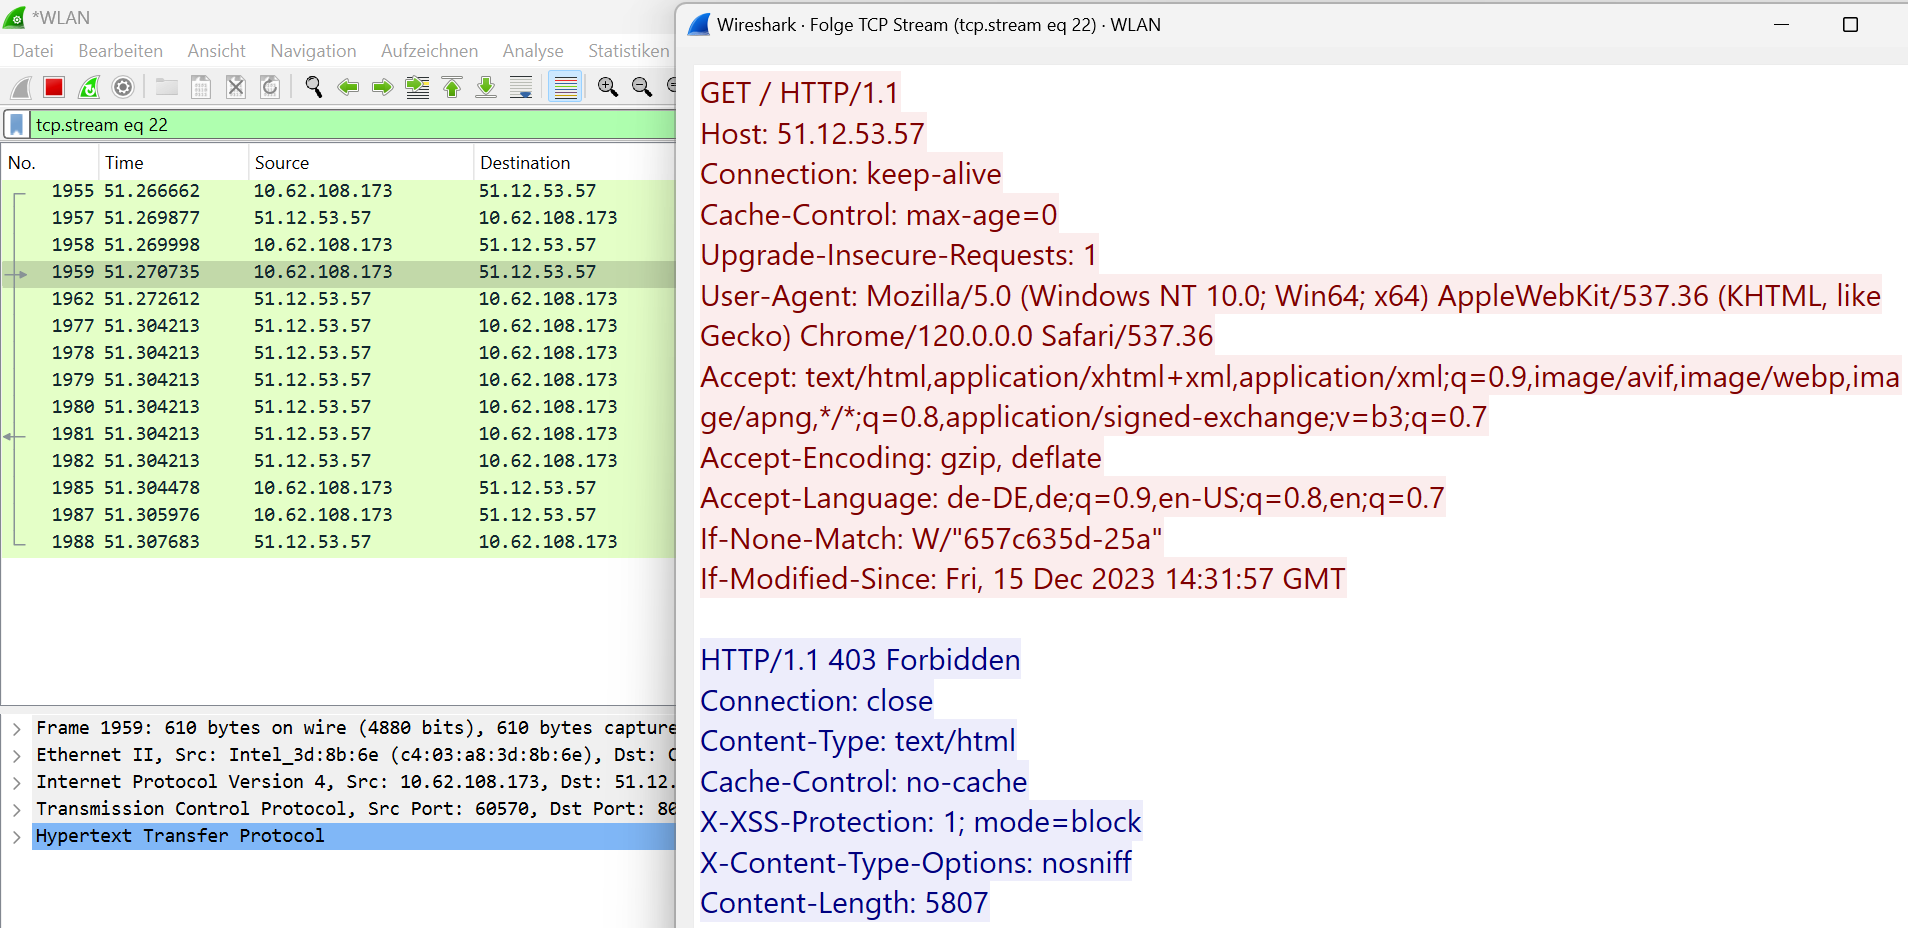 *WLAN
Datei Bearbeiten Ansicht Navigation Aufzeichnen Analyse Statistiken
tcp.stream eq 22
No. Time Source Destination
1955 51.266662 10.62.108.173 51.12.53.57
1957 51.269877 51.12.53.57 10.62.108.173
1958 51.269998 10.62.108.173 51.12.53.57
1959 51.270735 10.62.108.173 51.12.53.57
1962 51.272612 51.12.53.57 10.62.108.173
1977 51.304213 51.12.53.57 10.62.108.173
1978 51.304213 51.12.53.57 10.62.108.173
1979 51.304213 51.12.53.57 10.62.108.173
1980 51.304213 51.12.53.57 10.62.108.173
1981 51.304213 51.12.53.57 10.62.108.173
1982 51.304213 51.12.53.57 10.62.108.173
1985 51.304478 10.62.108.173 51.12.53.57
1987 51.305976 10.62.108.173 51.12.53.57
1988 51.307683 51.12.53.57 10.62.108.173
Frame 1959: 610 bytes on wire (4880 bits), 610 bytes capture
Ethernet II, Src: Intel_3d:8b:6e (c4:03:a8:3d:8b:6e), Dst:
Internet Protocol Version 4, Src: 10.62.108.173, Dst: 51.12.
Transmission Control Protocol, Src Port: 60570, Dst Port: 80
Hypertext Transfer Protocol
Wireshark · Folge TCP Stream (tcp.stream eq 22) · WLAN
GET / HTTP/1.1
Host: 51.12.53.57
Connection: keep-alive
Cache-Control: max-age=0
Upgrade-Insecure-Requests: 1
User-Agent: Mozilla/5.0 (Windows NT 10.0; Win64; x64) AppleWebKit/537.36 (KHTML, like
Gecko) Chrome/120.0.0.0 Safari/537.36
Accept: text/html,application/xhtml+xml,application/xml;q=0.9,image/avif,image/webp,ima
ge/apng,*/*;q=0.8,application/signed-exchange;v=b3;q=0.7
Accept-Encoding: gzip, deflate
Accept-Language: de-DE,de;q=0.9,en-US;q=0.8,en;q=0.7
If-None-Match: W/"657c635d-25a"
If-Modified-Since: Fri, 15 Dec 2023 14:31:57 GMT
HTTP/1.1 403 Forbidden
Connection: close
Content-Type: text/html
Cache-Control: no-cache
X-XSS-Protection: 1; mode=block
X-Content-Type-Options: nosniff
Content-Length: 5807